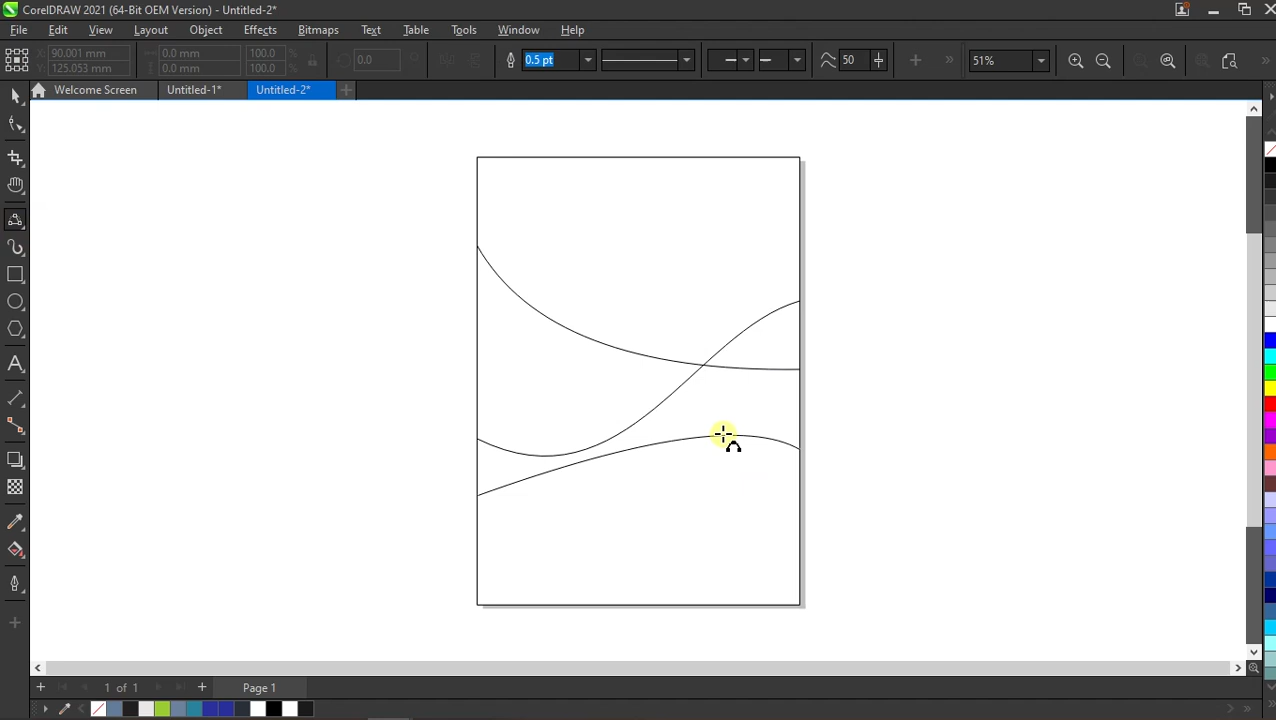 CorelDRAW 2021 (64-Bit OEM Version) - Untitled-2*
File Edit View Layout Object Effects Bitmaps Text Table Tools Window Help
X: 90.001 mm 0.0 mm 100.0 0.0 0.5 pt 50 51%
Y: 125.053 mm 0.0 mm 100.0
Welcome Screen Untitled-1* Untitled-2*
1 of 1 Page 1